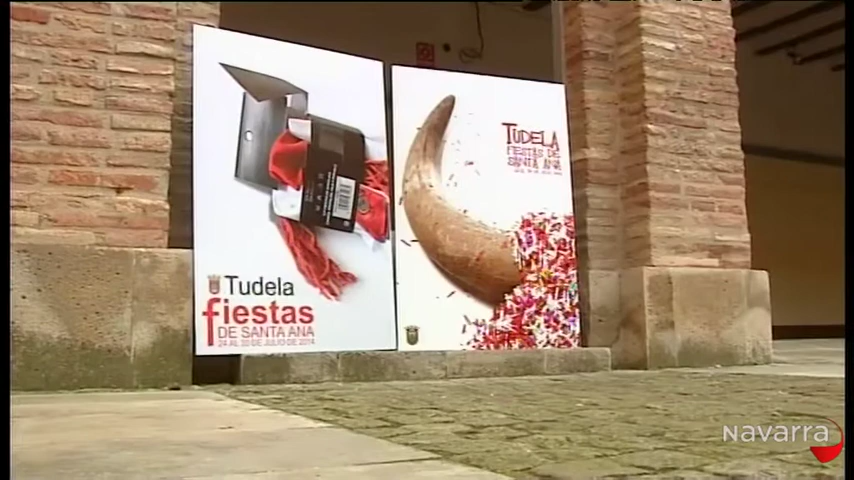 Tudela
fiestas
DE SANTA ANA
24 AL 30 DE JULIO DE 2014
TUDELA
FIESTAS DE
SANTA ANA
navarra